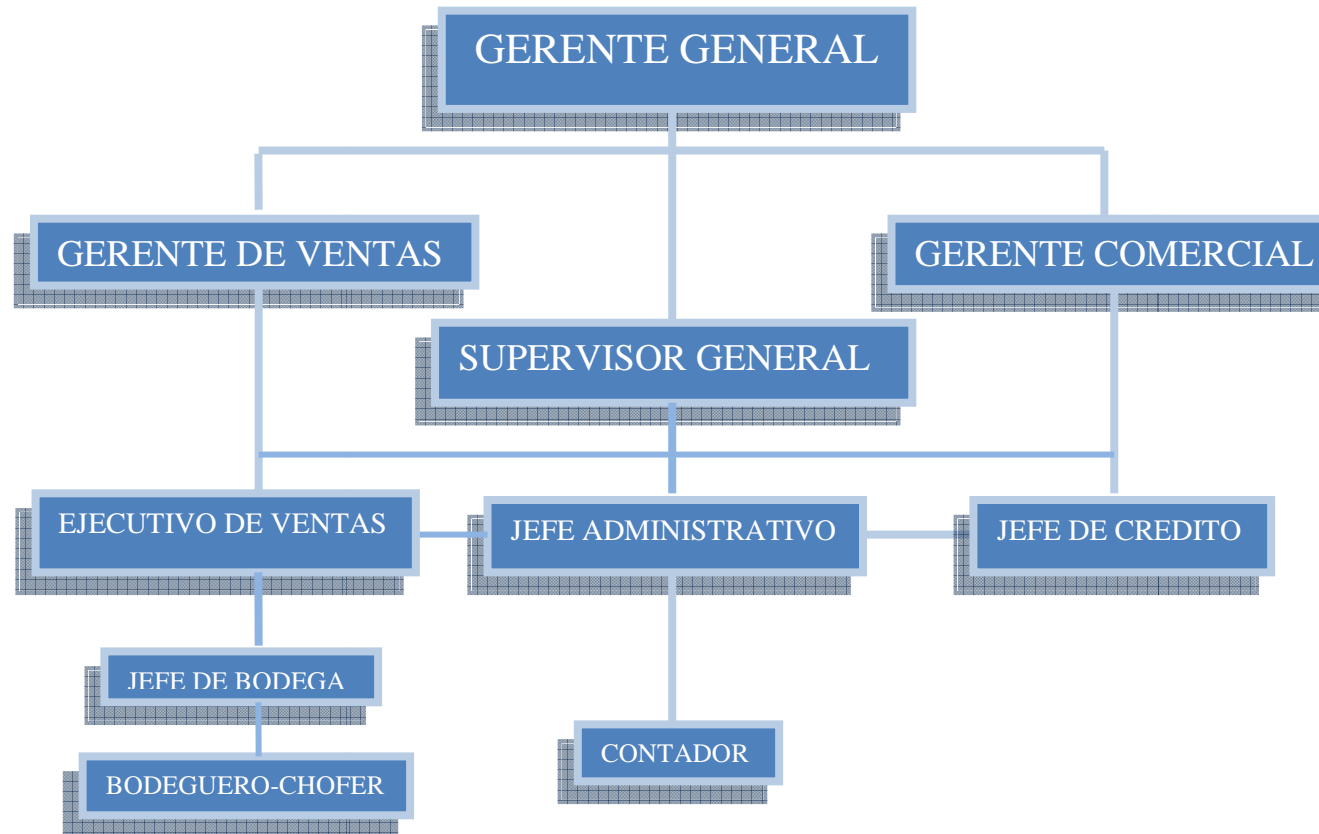 GERENTE GENERAL
GERENTE DE VENTAS
GERENTE COMERCIAL
SUPERVISOR GENERAL
EJECUTIVO DE VENTAS
JEFE ADMINISTRATIVO
JEFE DE CREDITO
JEFE DE BODEGA
CONTADOR
BODEGUERO-CHOFER